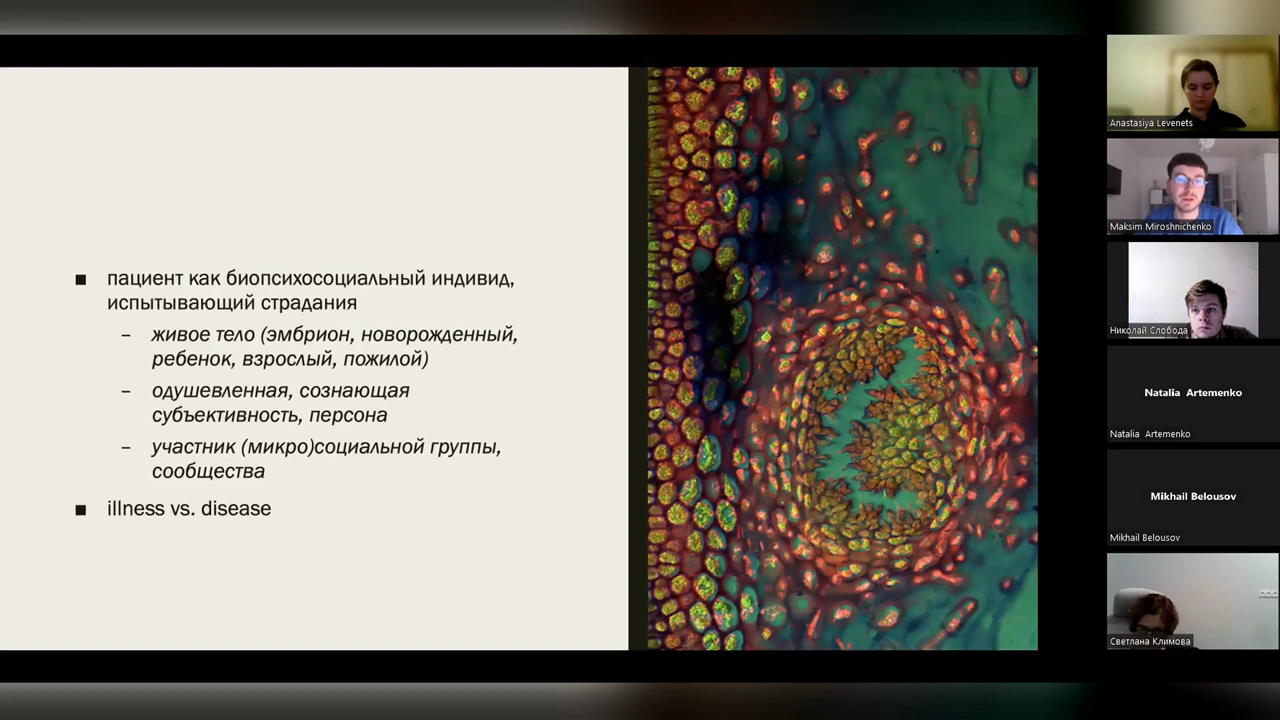 ■ пациент как биопсихосоциальный индивид,
испытывающий страдания
– живое тело (эмбрион, новорожденный,
ребенок, взрослый, пожилой)
– одушевленная, сознающая
субъективность, персона
– участник (микро)социальной группы,
сообщества
■ illness vs. disease
Anastasiya Levenets
Maksim Miroshnichenko
Николай Слобода
Natalia Artemenko
Natalia Artemenko
Mikhail Belousov
Mikhail Belousov
Светлана Климова